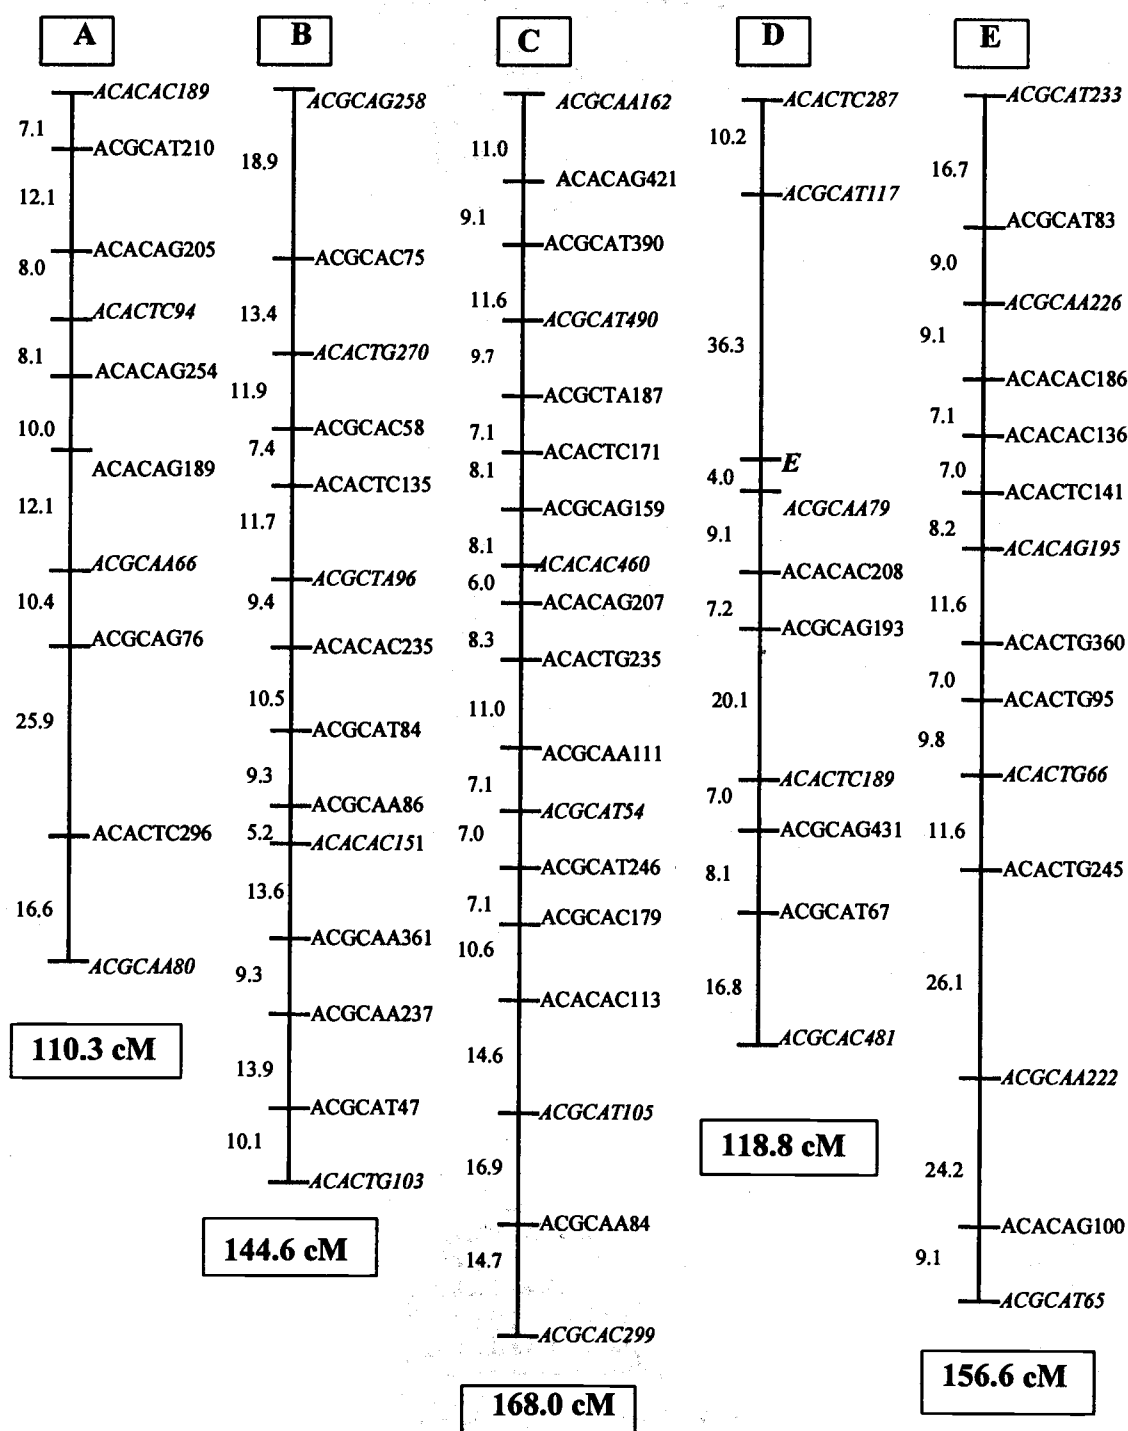 A
ACACAC189
7.1
ACGCAT210
12.1
ACACAG205
8.0
ACACTC94
8.1
ACACAG254
10.0
ACACAG189
12.1
ACGCAA66
10.4
ACGCAG76
25.9
ACACTC296
16.6
ACGCAA80
110.3 cM
B
ACGCAG258
18.9
ACGCAC75
13.4
ACACTG270
11.9
ACGCAC58
7.4
ACACTC135
11.7
ACGCTA96
9.4
ACACAC235
10.5
ACGCAT84
9.3
ACGCAA86
5.2
ACACAC151
13.6
ACGCAA361
9.3
ACGCAA237
13.9
ACGCAT47
10.1
ACACTG103
144.6 cM
C
ACGCAA162
11.0
ACACAG421
9.1
ACGCAT390
11.6
ACGCAT490
9.7
ACGCTA187
7.1
ACACTC171
8.1
ACGCAG159
8.1
ACACAC460
6.0
ACACAG207
8.3
ACACTG235
11.0
ACGCAA111
7.1
ACGCAT54
7.0
ACGCAT246
7.1
ACGCAC179
10.6
ACACAC113
14.6
ACGCAT105
16.9
ACGCAA84
14.7
ACGCAC299
168.0 cM
D
ACACTC287
10.2
ACGCAT117
36.3
E
4.0
ACGCAA79
9.1
ACACAC208
7.2
ACGCAG193
20.1
ACACTC189
7.0
ACGCAG431
8.1
ACGCAT67
16.8
ACGCAC481
118.8 cM
E
ACGCAT233
16.7
ACGCAT83
9.0
ACGCAA226
9.1
ACACAC186
7.1
ACACAC136
7.0
ACACTC141
8.2
ACACAG195
11.6
ACACTG360
7.0
ACACTG95
9.8
ACACTG66
11.6
ACACTG245
26.1
ACGCAA222
24.2
ACACAG100
9.1
ACGCAT65
156.6 cM